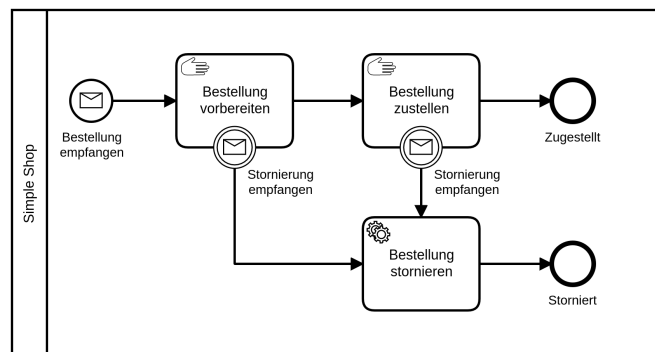 Simple Shop
Bestellung
empfangen
Bestellung
vorbereiten
Stornierung
empfangen
Bestellung
zustellen
Stornierung
empfangen
Zugestellt
Bestellung
stornieren
Storniert